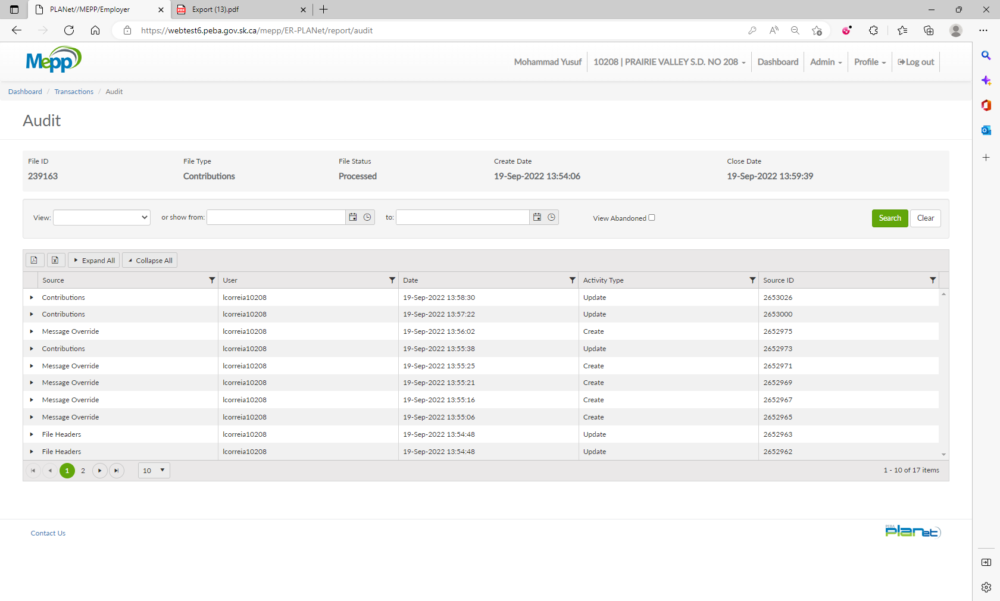 PLANet//MEPP/Employer
Export (13).pdf
https://webtest6.peba.gov.sk.ca/mepp/ER-PLANet/report/audit
Mepp
Mohammad Yusuf
10208 | PRAIRIE VALLEY S.D. NO 208
Dashboard
Admin
Profile
Log out
Dashboard / Transactions / Audit
Audit
File ID File Type File Status Create Date Close Date
239163 Contributions Processed 19-Sep-2022 13:54:06 19-Sep-2022 13:59:39
View: or show from: to: View Abandoned Search Clear
Expand All Collapse All
Source User Date Activity Type Source ID
Contributions lcorreia10208 19-Sep-2022 13:58:30 Update 2653026
Contributions lcorreia10208 19-Sep-2022 13:57:22 Update 2653000
Message Override lcorreia10208 19-Sep-2022 13:56:02 Create 2652975
Contributions lcorreia10208 19-Sep-2022 13:55:38 Update 2652973
Message Override lcorreia10208 19-Sep-2022 13:55:25 Create 2652971
Message Override lcorreia10208 19-Sep-2022 13:55:21 Create 2652969
Message Override lcorreia10208 19-Sep-2022 13:55:16 Create 2652967
Message Override lcorreia10208 19-Sep-2022 13:55:06 Create 2652965
File Headers lcorreia10208 19-Sep-2022 13:54:48 Update 2652963
File Headers lcorreia10208 19-Sep-2022 13:54:48 Update 2652962
1 2 10 1 - 10 of 17 items
Contact Us
PEBA
planet